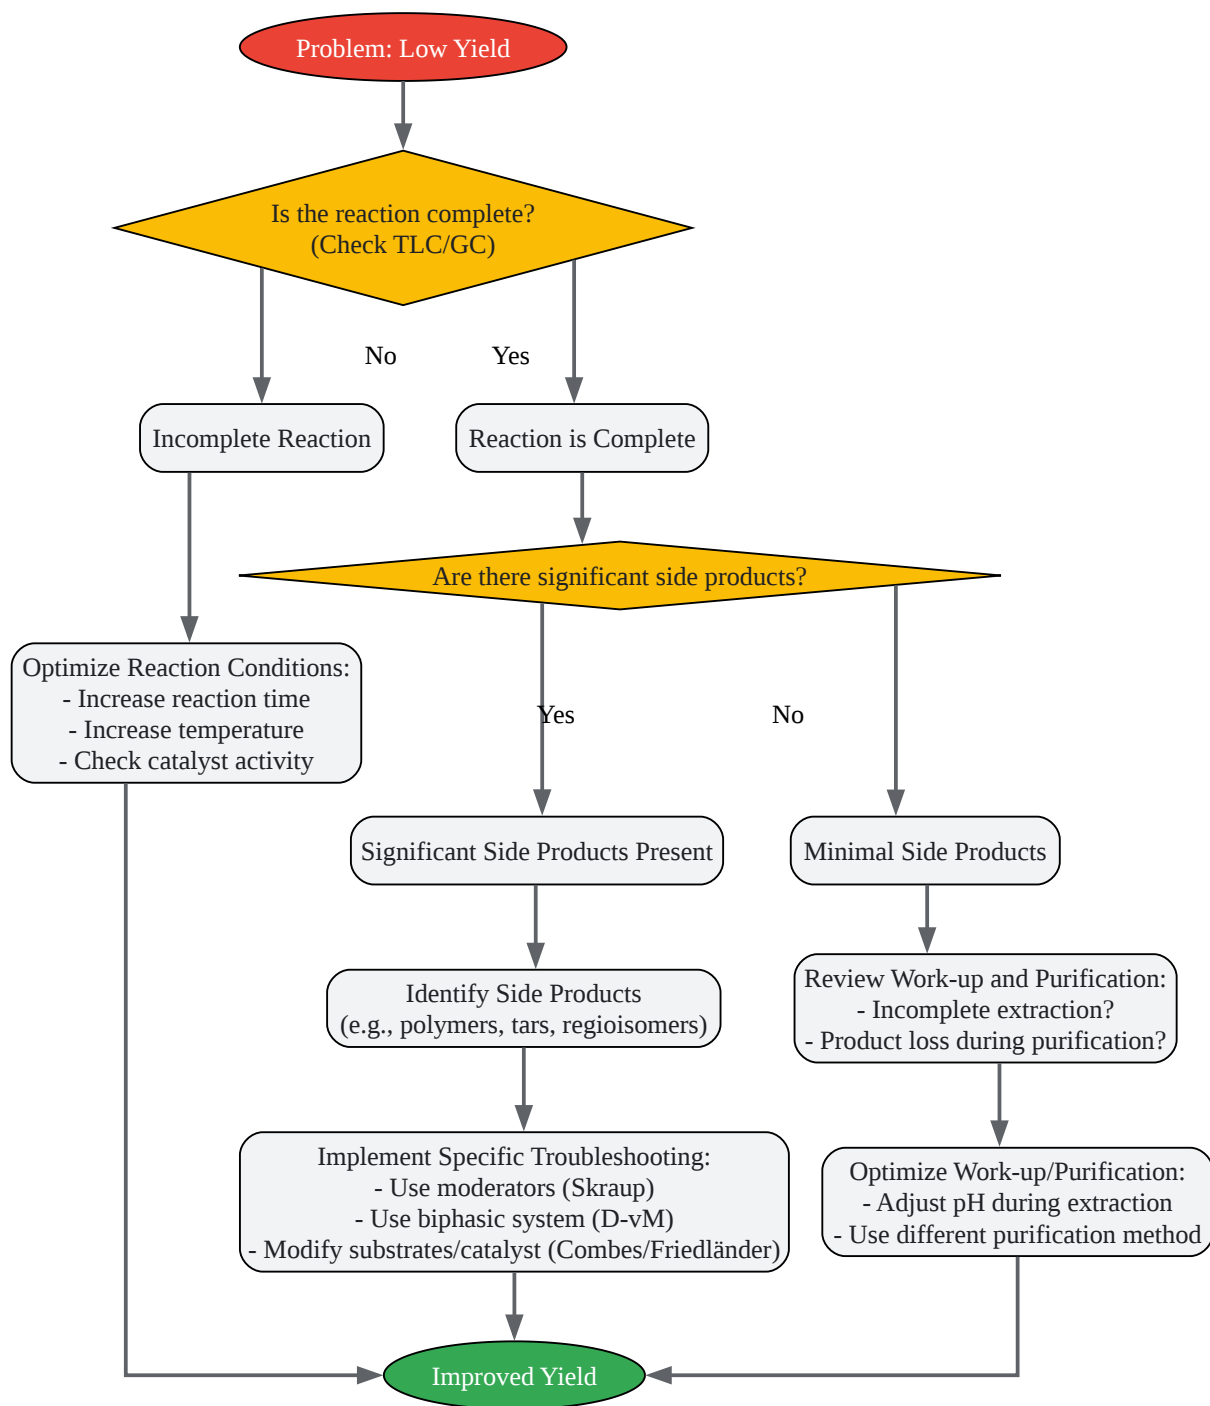 Problem: Low Yield
Is the reaction complete?
(Check TLC/GC)
No
Yes
Incomplete Reaction
Reaction is Complete
Are there significant side products?
Optimize Reaction Conditions:
- Increase reaction time
- Increase temperature
- Check catalyst activity
Yes
No
Significant Side Products Present
Minimal Side Products
Identify Side Products
(e.g., polymers, tars, regioisomers)
Review Work-up and Purification:
- Incomplete extraction?
- Product loss during purification?
Implement Specific Troubleshooting:
- Use moderators (Skraup)
- Use biphasic system (D-vM)
- Modify substrates/catalyst (Combes/Friedländer)
Optimize Work-up/Purification:
- Adjust pH during extraction
- Use different purification method
Improved Yield